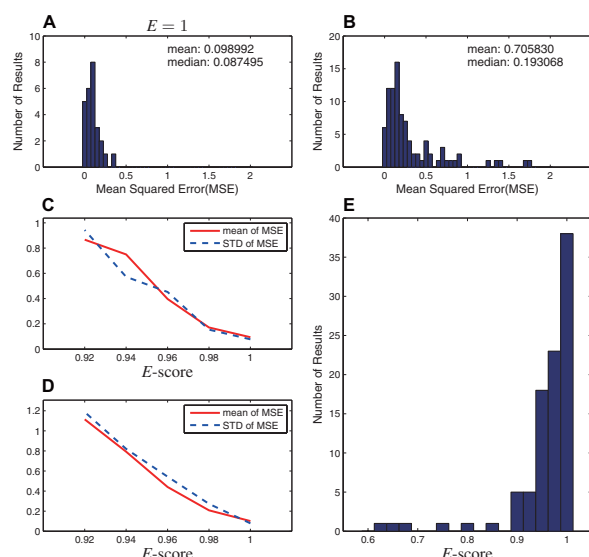 A
E = 1
mean: 0.098992
median: 0.087495
10
8
6
4
2
0
Number of Results
0 0.5 1 1.5 2
Mean Squared Error(MSE)
B
mean: 0.705830
median: 0.193068
20
15
10
5
0
Number of Results
0 0.5 1 1.5 2
Mean Squared Error(MSE)
C
mean of MSE
STD of MSE
1
0.8
0.6
0.4
0.2
0
0.92 0.94 0.96 0.98 1
E-score
D
mean of MSE
STD of MSE
1.2
1
0.8
0.6
0.4
0.2
0
0.92 0.94 0.96 0.98 1
E-score
E
40
35
30
25
20
15
10
5
0
Number of Results
0.6 0.7 0.8 0.9 1
E-score